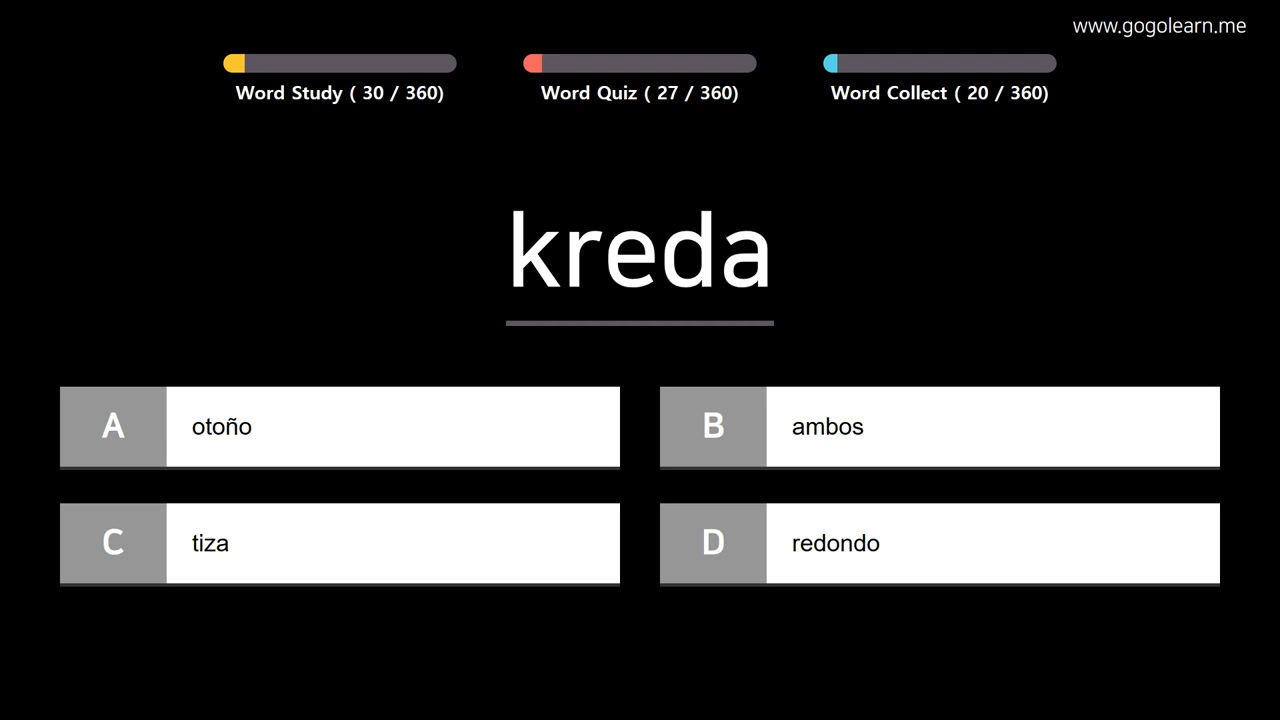 www.gogolearn.me
Word Study ( 30 / 360)
Word Quiz ( 27 / 360)
Word Collect ( 20 / 360)
kreda
A otoño
B ambos
C tiza
D redondo